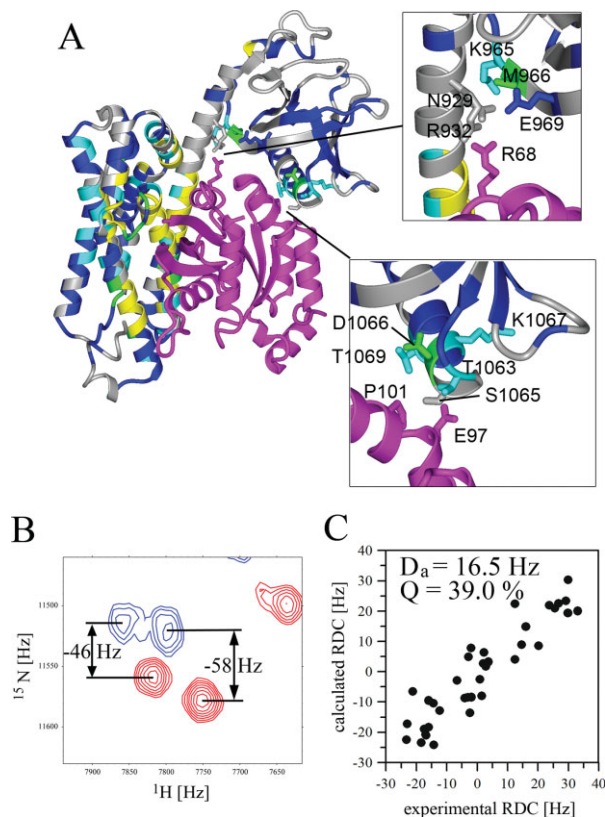 A
K965
M966
N929
E969
R932
R68
D1066
K1067
T1069
T1063
P101
S1065
E97
B
15 N [Hz]
11500
11550
11600
-46 Hz
-58 Hz
7900
7850
7800
7750
7700
7650
1H [Hz]
C
Da = 16.5 Hz
Q = 39.0 %
calculated RDC [Hz]
40
30
20
10
0
-10
-20
-30
-30 -20 -10 0 10 20 30 40
experimental RDC [Hz]